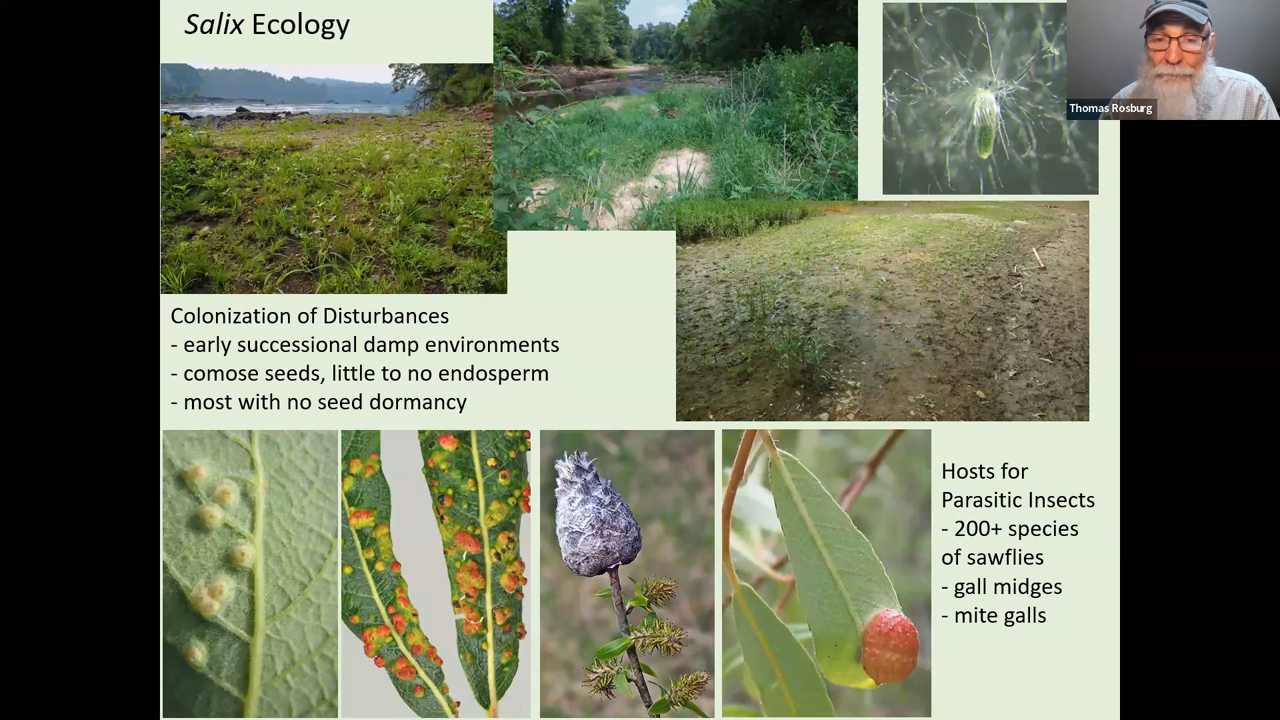 Salix Ecology
Thomas Rosburg
Colonization of Disturbances
- early successional damp environments
- comose seeds, little to no endosperm
- most with no seed dormancy
Hosts for
Parasitic Insects
- 200+ species
of sawflies
- gall midges
- mite galls